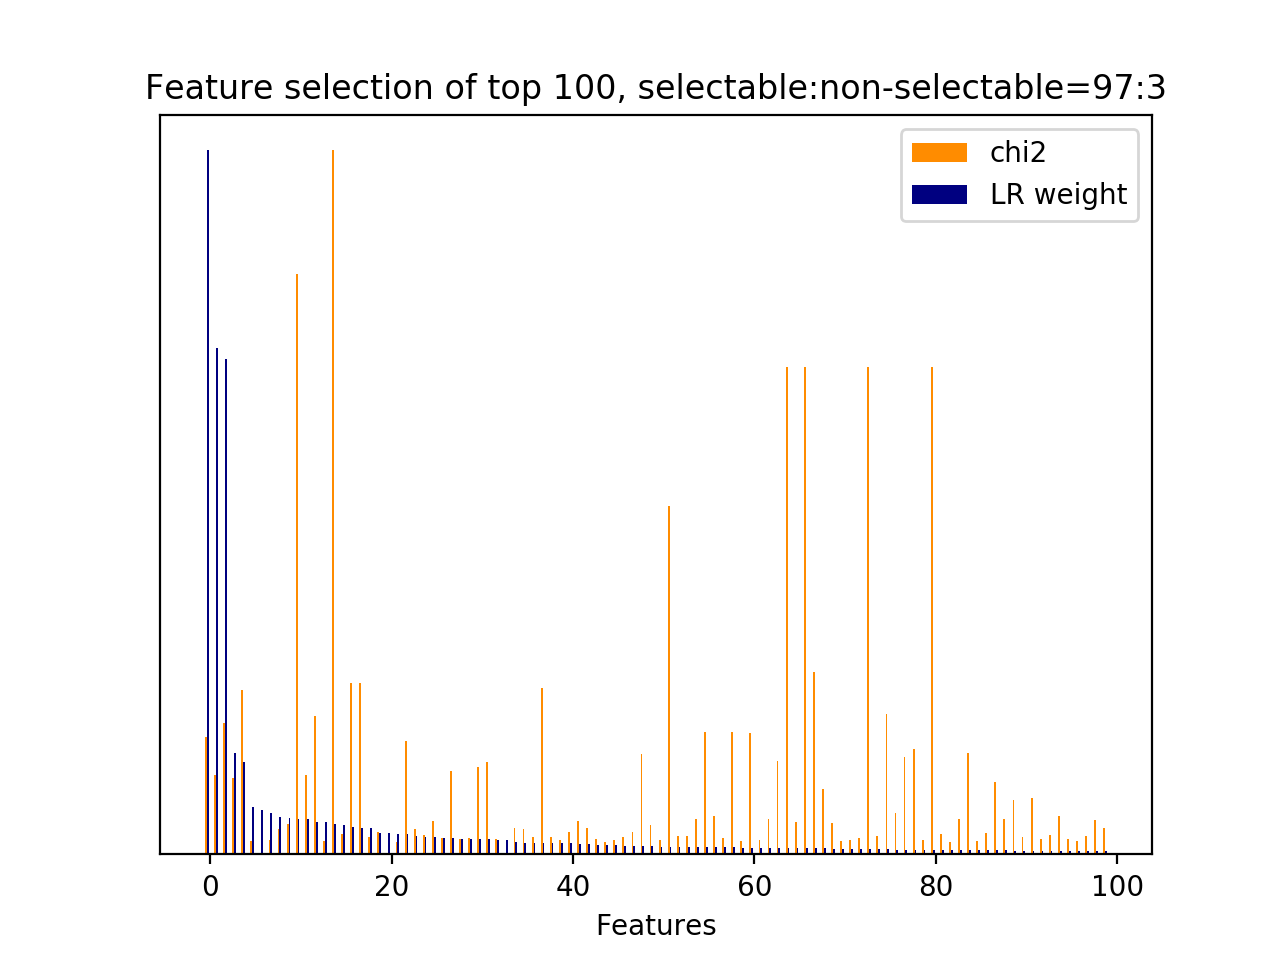 Feature selection of top 100, selectable:non-selectable=97:3
chi2
LR weight
0 20 40 60 80 100
Features